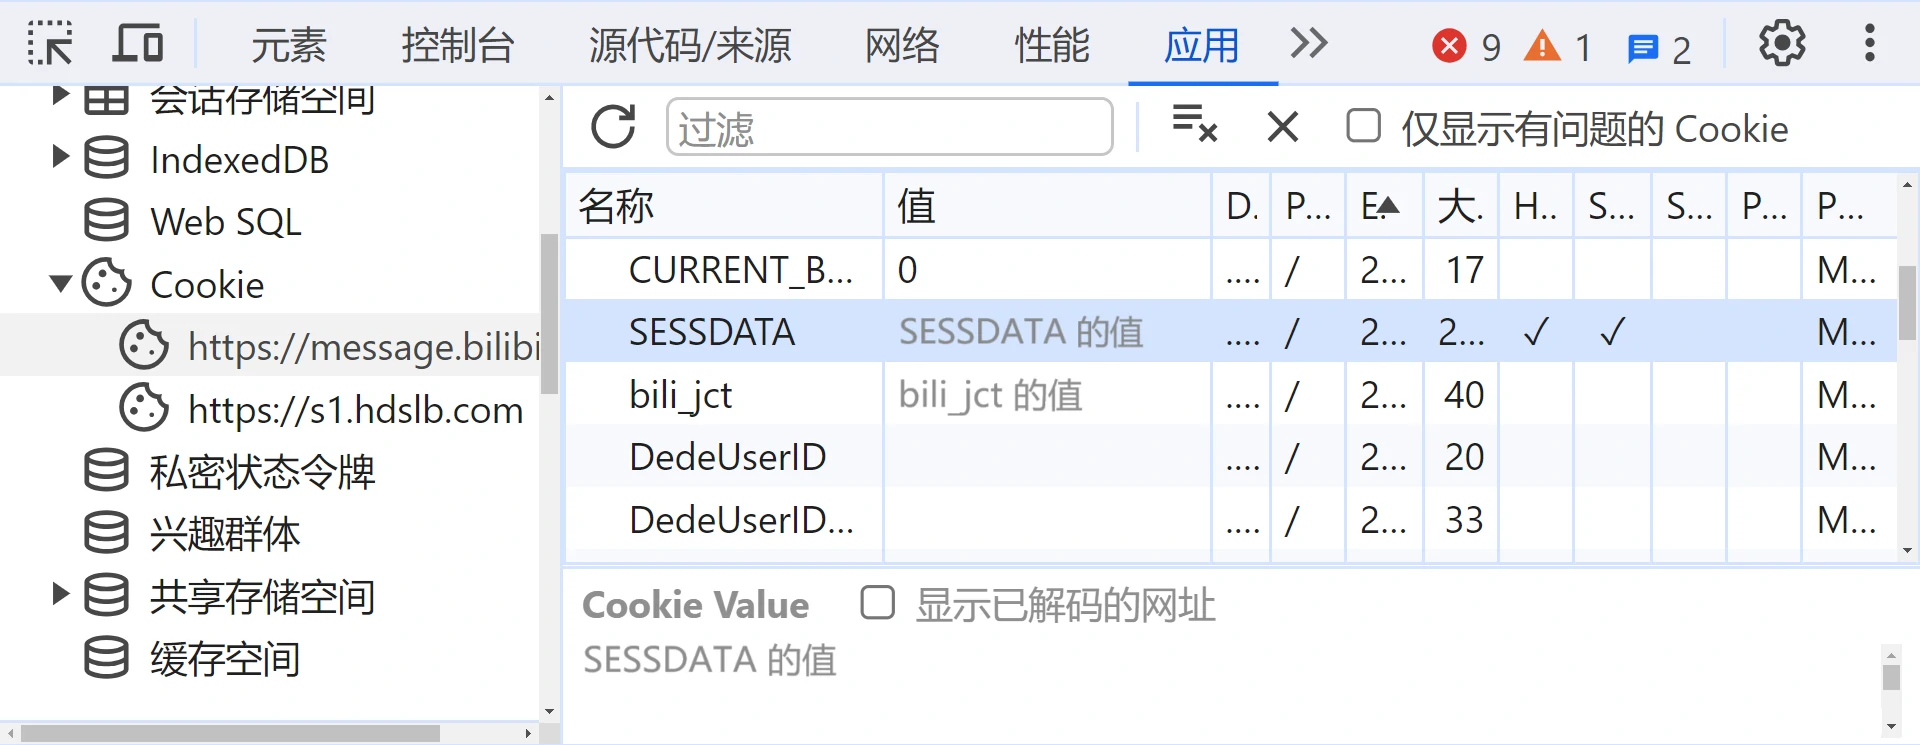 元素 控制台 源代码/来源 网络 性能 应用 9 1 2
会话存储空间
IndexedDB
Web SQL
Cookie
https://message.bilibi
https://s1.hdslb.com
私密状态令牌
兴趣群体
共享存储空间
缓存空间
过滤 仅显示有问题的 Cookie
名称 值 D. P... E. 大. H.. S... S... P... P...
CURRENT_B... 0 .... / 2... 17 M...
SESSDATA SESSDATA 的值 .... / 2... 2... ✓ ✓ M...
bili_jct bili_jct 的值 .... / 2... 40 M...
DedeUserID .... / 2... 20 M...
DedeUserID... .... / 2... 33 M...
Cookie Value 显示已解码的网址
SESSDATA 的值